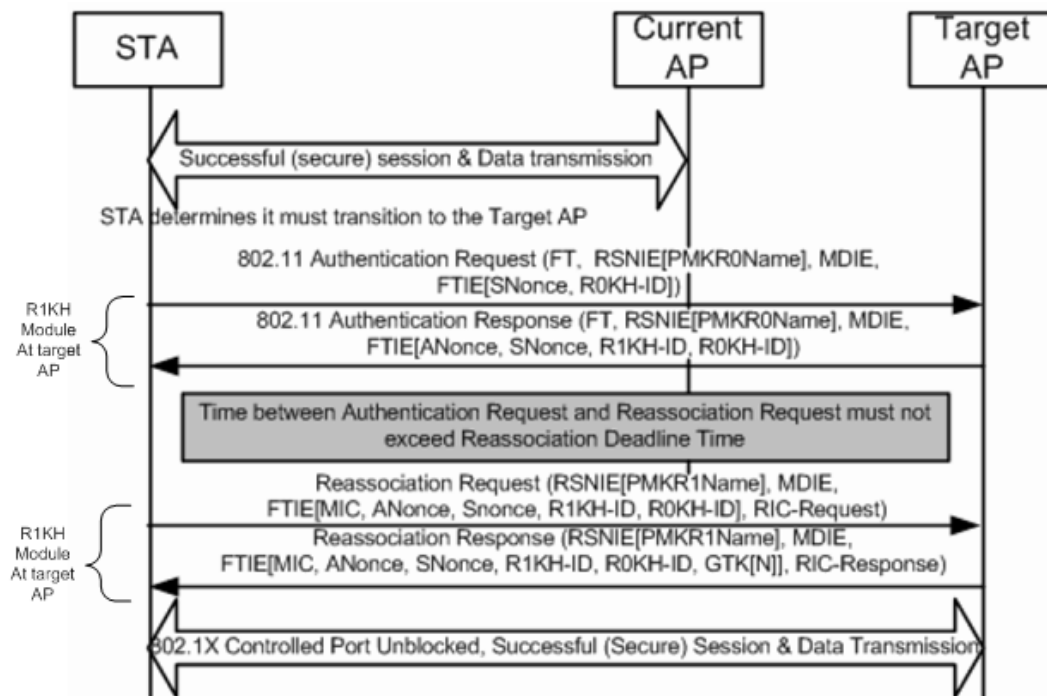 STA
Current
AP
Target
AP
Successful (secure) session & Data transmission
STA determines it must transition to the Target AP
802.11 Authentication Request (FT, RSNIE[PMKR0Name], MDIE,
FTIE[SNonce, R0KH-ID])
R1KH
Module
At target
AP
802.11 Authentication Response (FT, RSNIE[PMKR0Name], MDIE,
FTIE[ANonce, SNonce, R1KH-ID, R0KH-ID])
Time between Authentication Request and Reassociation Request must not
exceed Reassociation Deadline Time
Reassociation Request (RSNIE[PMKR1Name], MDIE,
FTIE[MIC, ANonce, Snonce, R1KH-ID, R0KH-ID], RIC-Request)
R1KH
Module
At target
AP
Reassociation Response (RSNIE[PMKR1Name], MDIE,
FTIE[MIC, ANonce, SNonce, R1KH-ID, R0KH-ID, GTK[N]], RIC-Response)
802.1X Controlled Port Unblocked, Successful (Secure) Session & Data Transmission